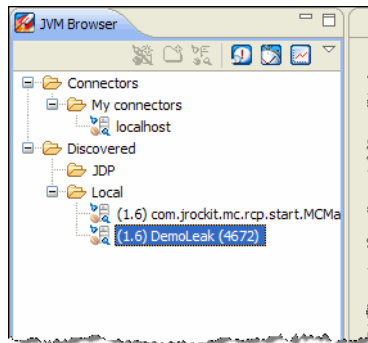 JVM Browser
Connectors
My connectors
localhost
Discovered
JDP
Local
(1.6) com.jrockit.mc.rcp.start.MCMa
(1.6) DemoLeak (4672)